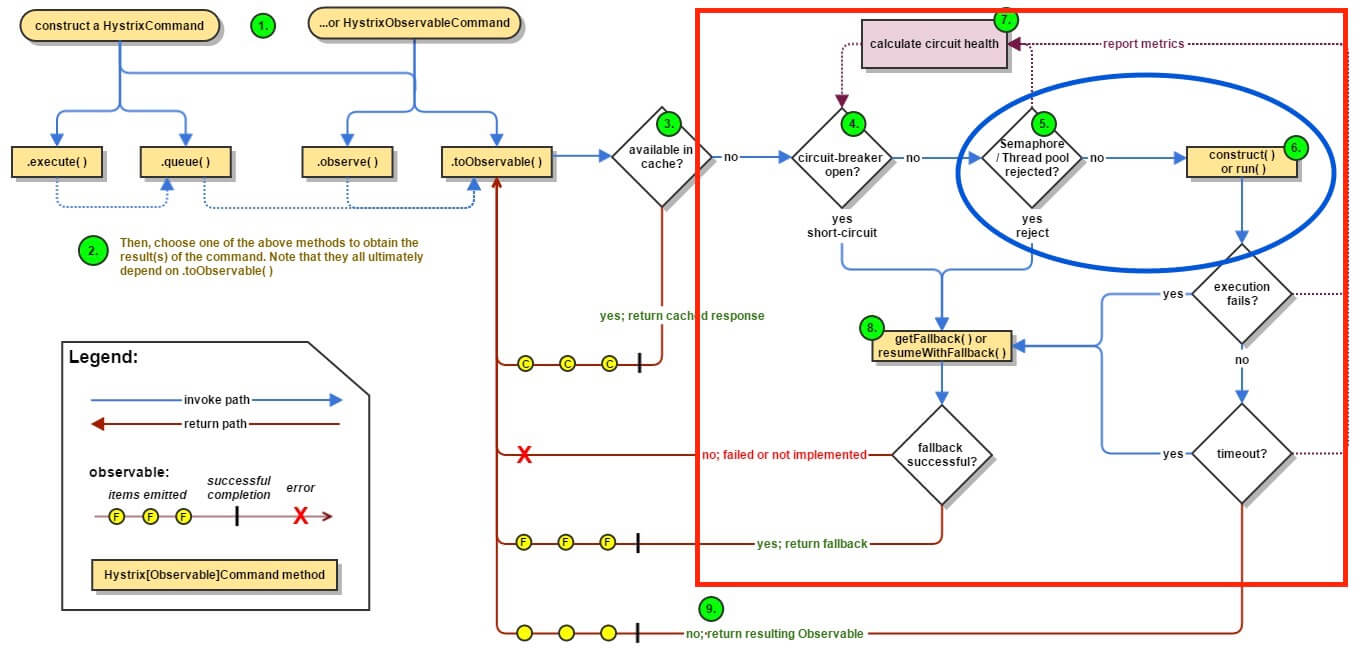 construct a HystrixCommand
1.
...or HystrixObservableCommand
7.
calculate circuit health
report metrics
.execute( )
.queue( )
.observe( )
.toObservable( )
3.
available in
cache?
no
4.
circuit-breaker
open?
no
5.
Semaphore
/ Thread pool
rejected?
no
6.
construct( )
or run( )
yes
short-circuit
yes
reject
2.
Then, choose one of the above methods to obtain the
result(s) of the command. Note that they all ultimately
depend on .toObservable( )
execution
fails?
yes
no
yes; return cached response
8.
getFallback( ) or
resumeWithFallback( )
C C C
Legend:
invoke path
return path
observable:
items emitted
successful
completion
error
F F F
X
Hystrix[Observable]Command method
X
no; failed or not implemented
fallback
successful?
yes
timeout?
F F F
yes; return fallback
9.
no; return resulting Observable